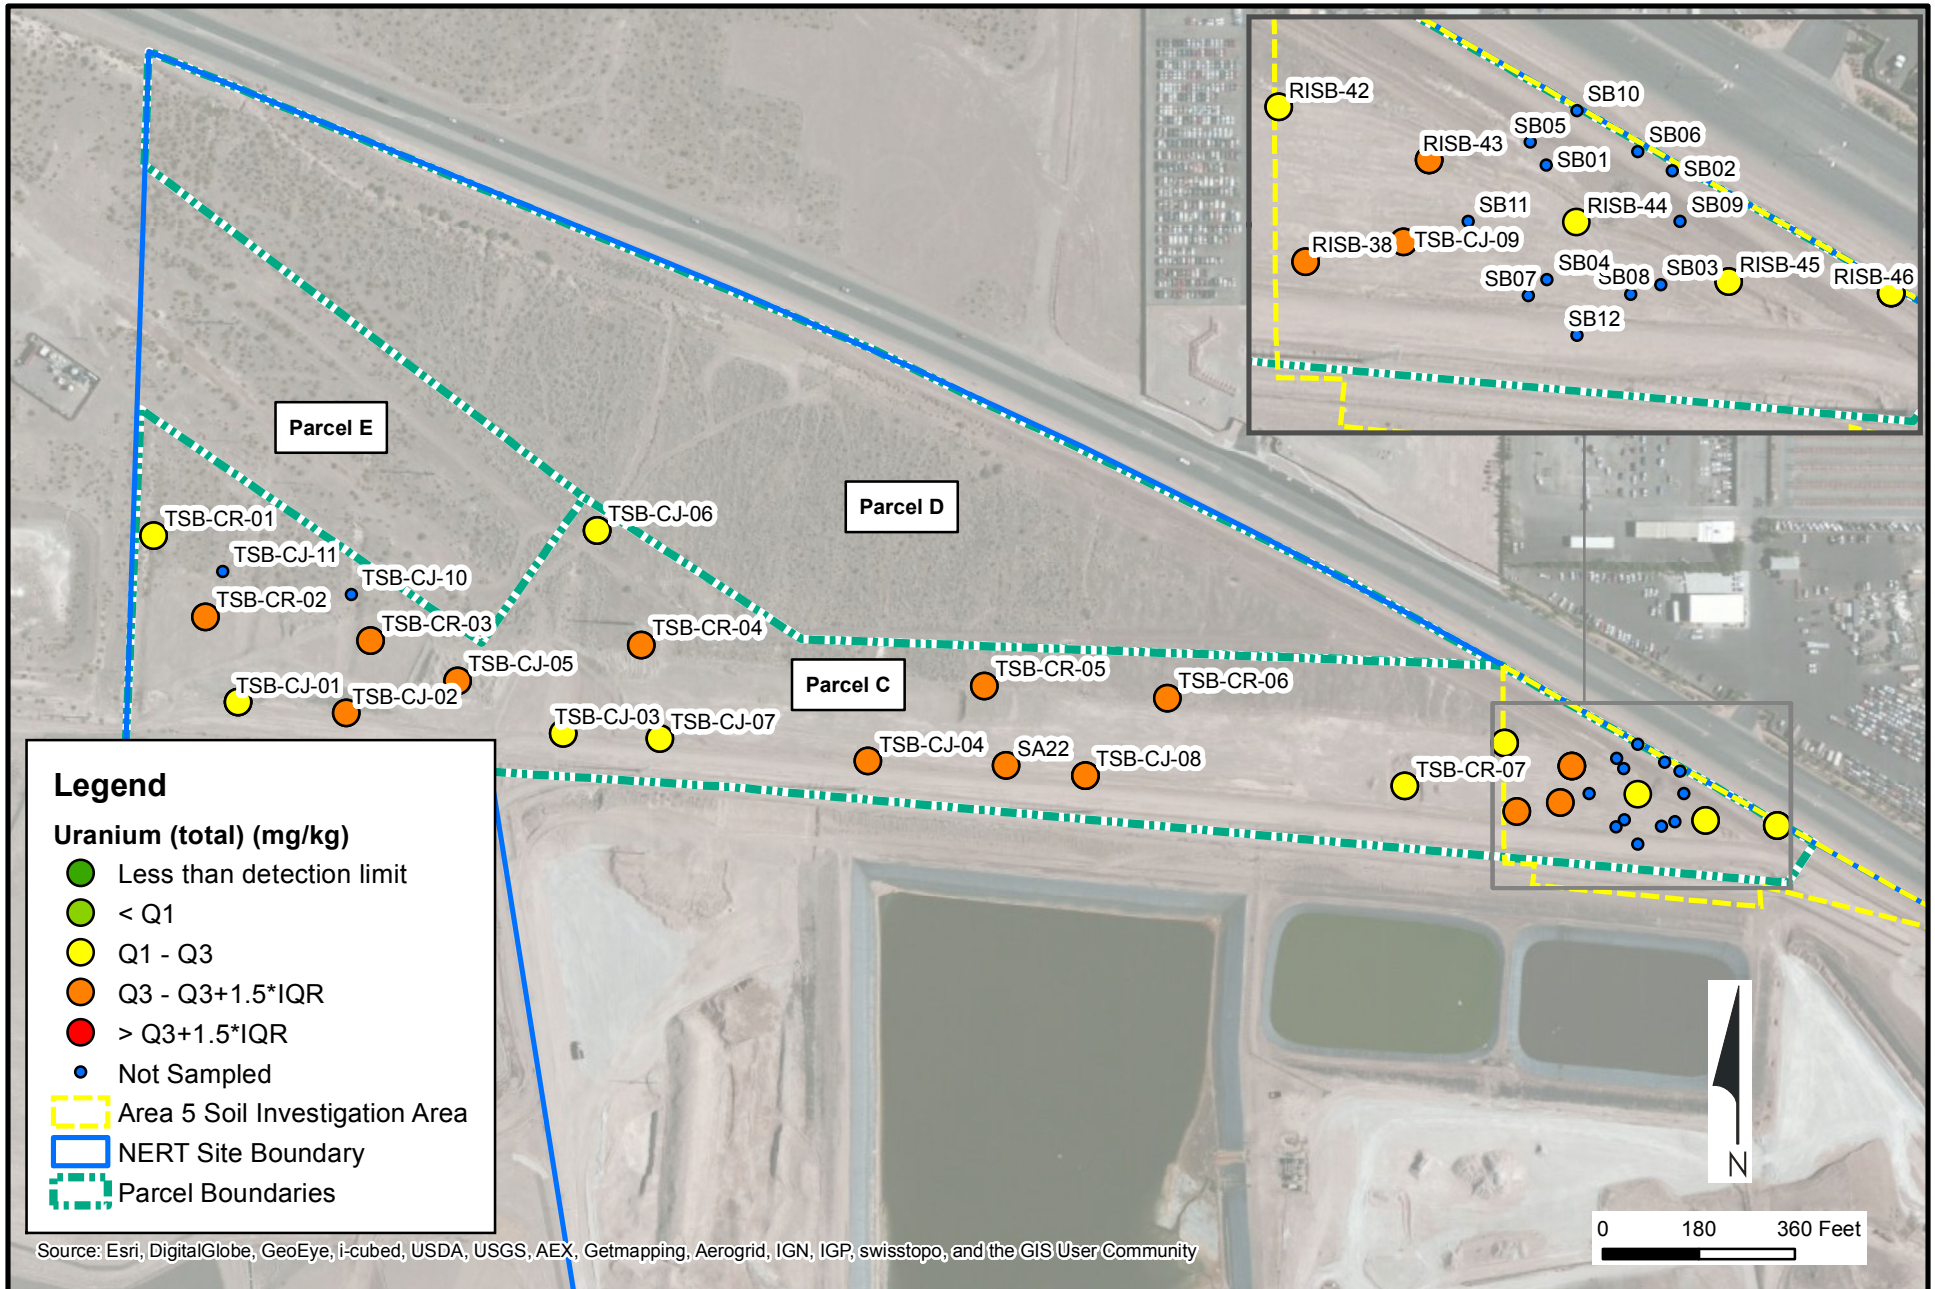 RISB-42
SB10
SB05
SB06
RISB-43
SB01
SB02
SB11
RISB-44
SB09
RISB-38
TSB-CJ-09
SB04
SB03
RISB-45
SB07
SB08
RISB-46
SB12
Parcel E
Parcel D
TSB-CR-01
TSB-CJ-06
TSB-CJ-11
TSB-CJ-10
TSB-CR-02
TSB-CR-03
TSB-CR-04
TSB-CJ-05
TSB-CR-05
TSB-CR-06
TSB-CJ-01
TSB-CJ-02
Parcel C
TSB-CJ-03
TSB-CJ-07
TSB-CJ-04
SA22
TSB-CJ-08
TSB-CR-07
Legend
Uranium (total) (mg/kg)
Less than detection limit
< Q1
Q1 - Q3
Q3 - Q3+1.5*IQR
> Q3+1.5*IQR
Not Sampled
Area 5 Soil Investigation Area
NERT Site Boundary
Parcel Boundaries
N
0 180 360 Feet
Source: Esri, DigitalGlobe, GeoEye, i-cubed, USDA, USGS, AEX, Getmapping, Aerogrid, IGN, IGP, swisstopo, and the GIS User Community